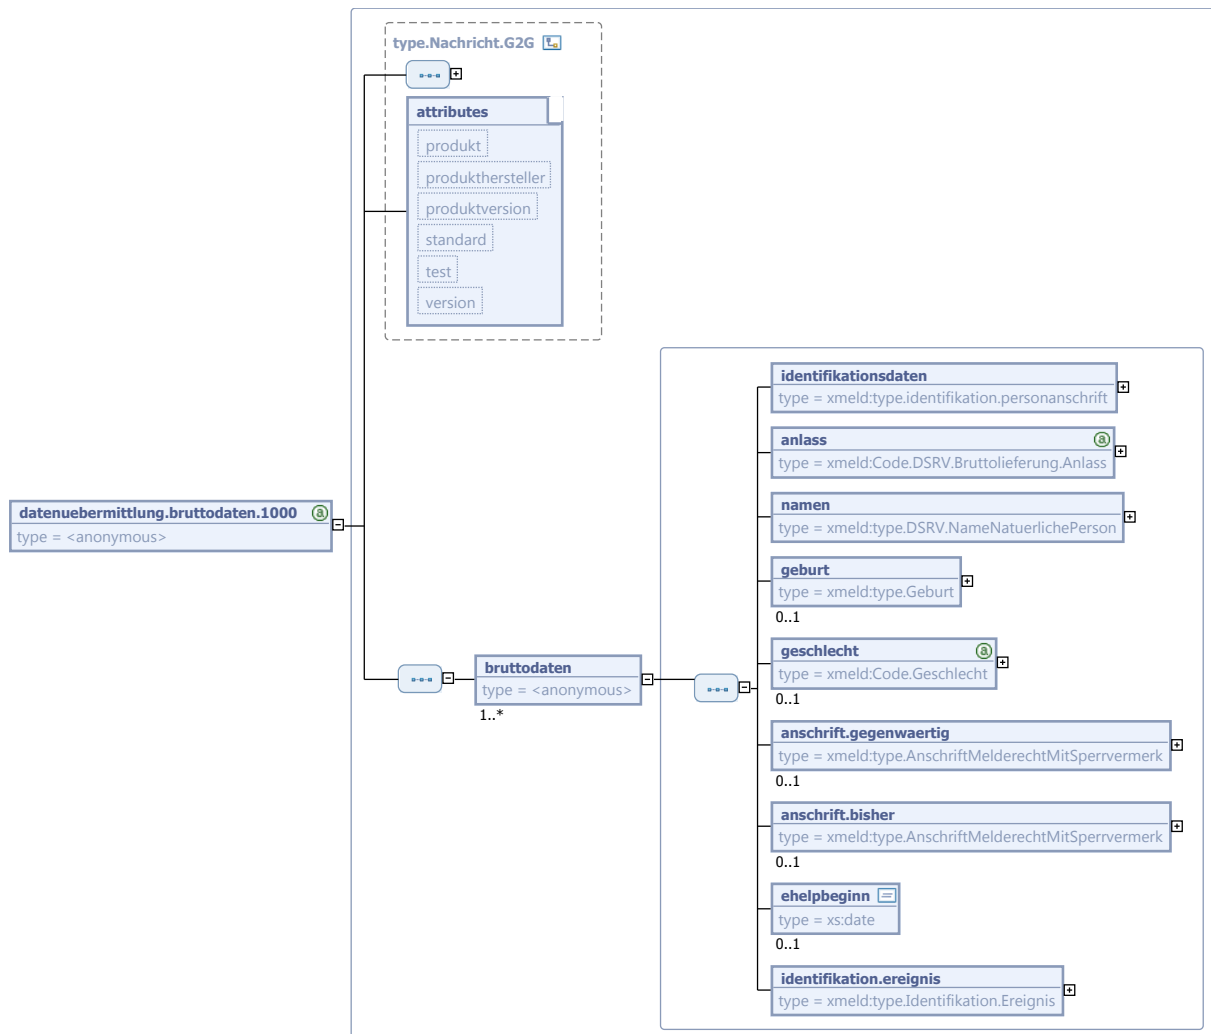 type.Nachricht.G2G
attributes
produkt
produkthersteller
produktversion
standard
test
version
datenuebermittlung.bruttodaten.1000
type = <anonymous>
bruttodaten
type = <anonymous>
1..*
identifikationsdaten
type = xmeld:type.identifikation.personanschrift
anlass
type = xmeld:Code.DSRV.Bruttolieferung.Anlass
namen
type = xmeld:type.DSRV.NameNatuerlichePerson
geburt
type = xmeld:type.Geburt
0..1
geschlecht
type = xmeld:Code.Geschlecht
0..1
anschrift.gegenwaertig
type = xmeld:type.AnschriftMelderechtMitSperrvermerk
0..1
anschrift.bisher
type = xmeld:type.AnschriftMelderechtMitSperrvermerk
0..1
ehelpbeginn
type = xs:date
0..1
identifikation.ereignis
type = xmeld:type.Identifikation.Ereignis